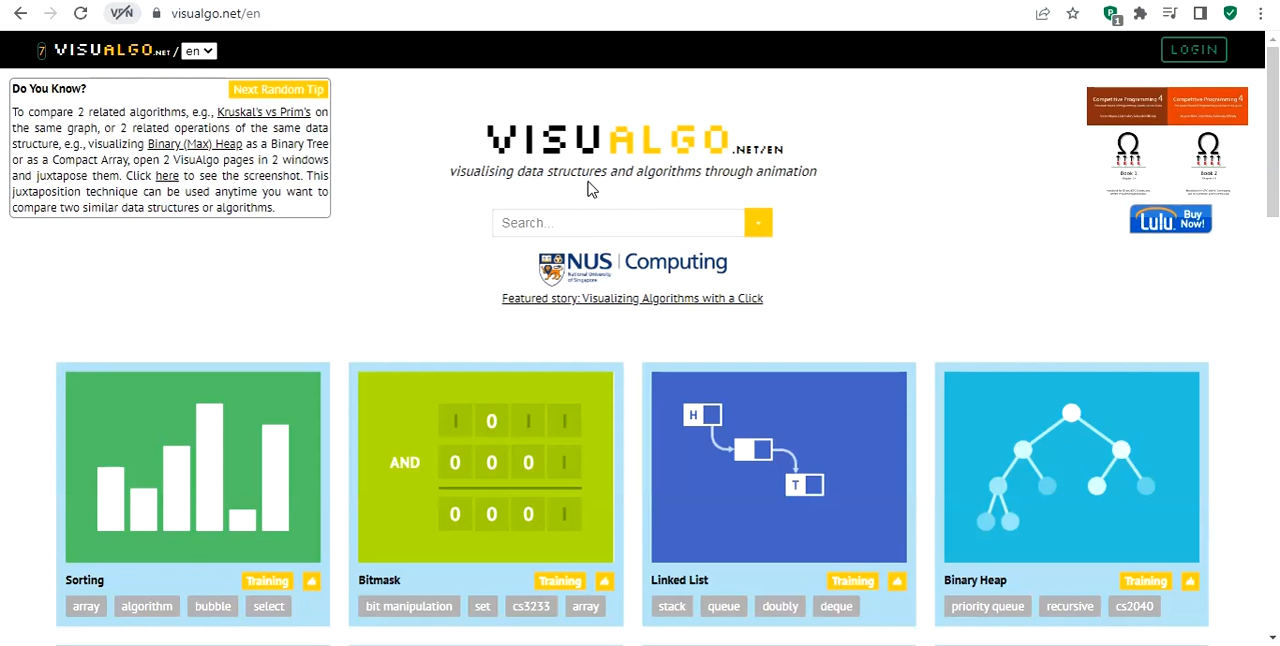 VPN visualgo.net/en 1
7 VISUALGO.NET / en LOGIN
Do You Know? Next Random Tip
To compare 2 related algorithms, e.g., Kruskal's vs Prim's on
the same graph, or 2 related operations of the same data
structure, e.g., visualizing Binary (Max) Heap as a Binary Tree
or as a Compact Array, open 2 VisuAlgo pages in 2 windows
and juxtapose them. Click here to see the screenshot. This
juxtaposition technique can be used anytime you want to
compare two similar data structures or algorithms.
VISUALGO.NET/EN
visualising data structures and algorithms through animation
Search...
NUS Computing
National University
of Singapore
Featured story: Visualizing Algorithms with a Click
Competitive Programming 4 Competitive Programming 4
Book 1 Book 2
Lulu Buy Now!
AND
I 0 I I
0 0 0 I
0 0 0 I
H
T
Sorting Training
array algorithm bubble select
Bitmask Training
bit manipulation set cs3233 array
Linked List Training
stack queue doubly deque
Binary Heap Training
priority queue recursive cs2040